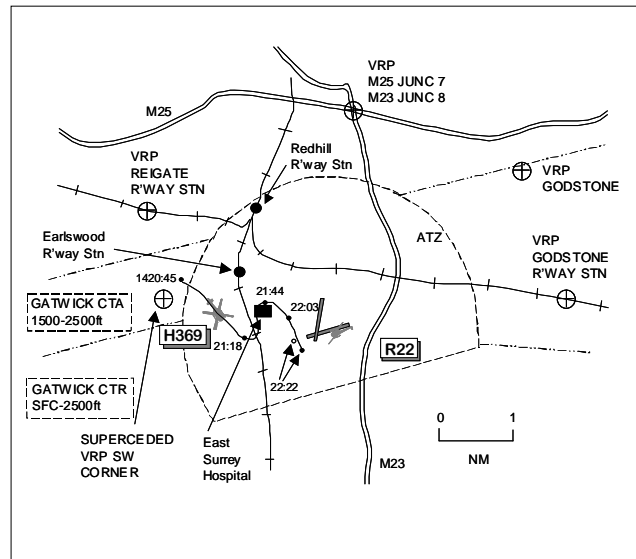 VRP
M25 JUNC 7
M23 JUNC 8
M25
Redhill
R'way Stn
VRP
REIGATE
R'WAY STN
VRP
GODSTONE
ATZ
VRP
GODSTONE
R'WAY STN
Earlswood
R'way Stn
1420:45
21:44
22:03
GATWICK CTA
1500-2500ft
H369
21:18
R22
22:22
GATWICK CTR
SFC-2500ft
0 1
NM
SUPERCEDED
VRP SW
CORNER
East
Surrey
Hospital
M23